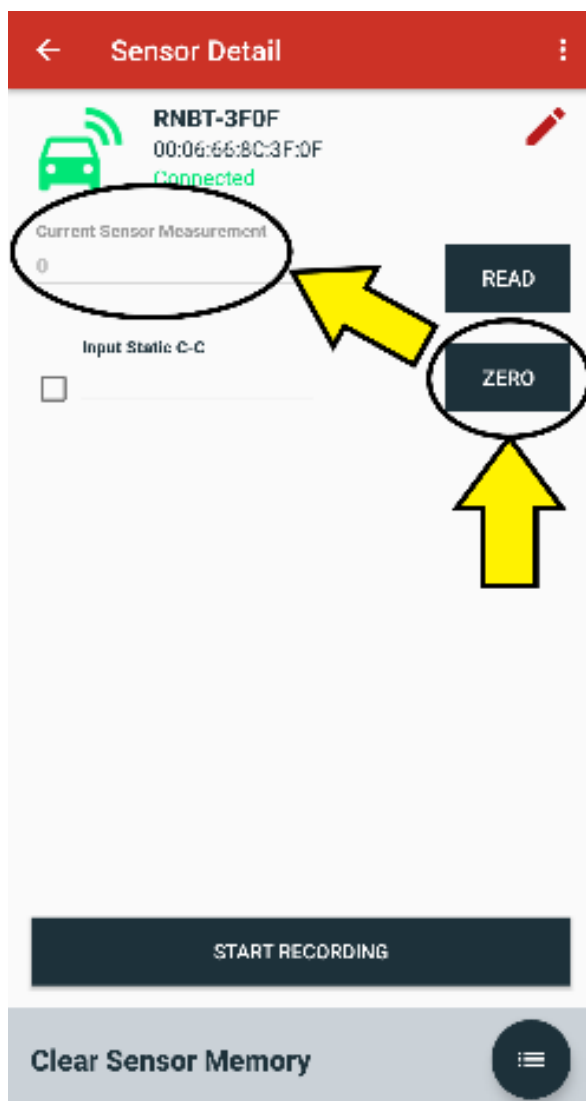 Sensor Detail
RNBT-3F0F
00:06:66:8C:3F:0F
Connected
Current Sensor Measurement
0
READ
Input Static C-C
ZERO
START RECORDING
Clear Sensor Memory